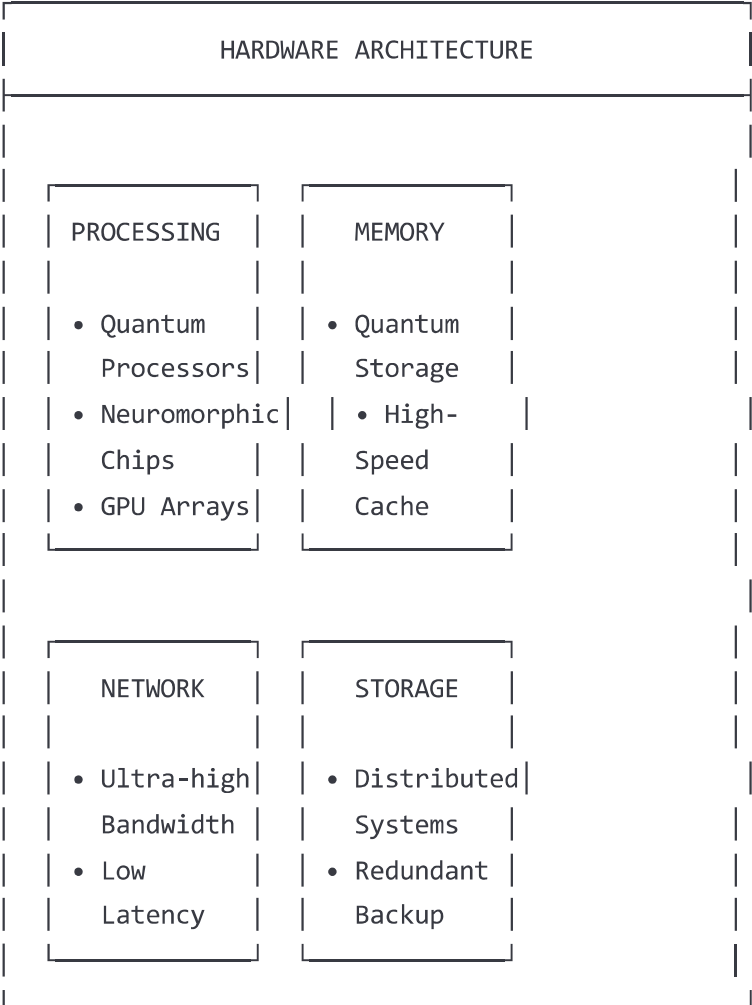 HARDWARE ARCHITECTURE
PROCESSING
• Quantum
Processors
• Neuromorphic
Chips
• GPU Arrays
MEMORY
• Quantum
Storage
• High-
Speed
Cache
NETWORK
• Ultra-high
Bandwidth
• Low
Latency
STORAGE
• Distributed
Systems
• Redundant
Backup